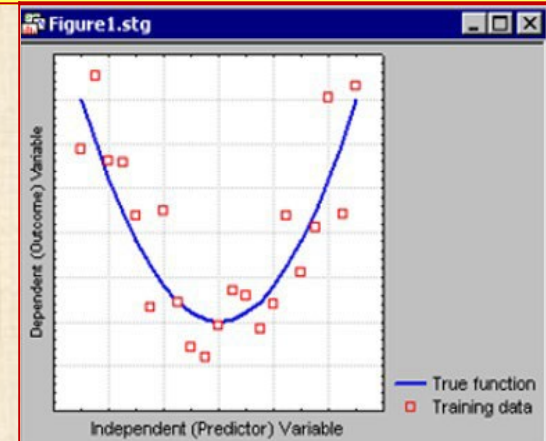 Figure1.stg
Dependent (Outcome) Variable
True function
Training data
Independent (Predictor) Variable